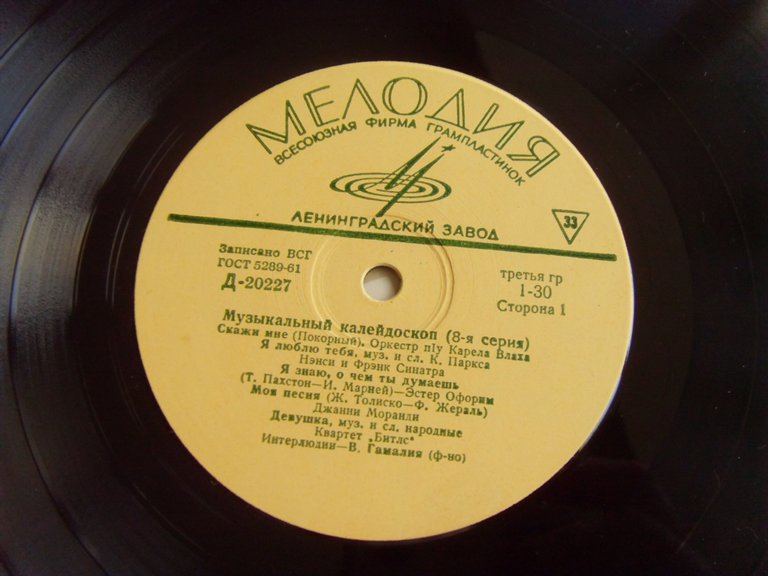 МЕЛОДИЯ
ВСЕСОЮЗНАЯ ФИРМА ГРАМПЛАСТИНОК
ЛЕНИНГРАДСКИЙ ЗАВОД
33
Записано ВСГ
ГОСТ 5289-61
Д-20227
третья гр
1-30
Сторона 1
Музыкальный калейдоскоп (8-я серия)
Скажи мне (Покорный). Оркестр п/у Карела Влаха
Я люблю тебя, муз. и сл. К. Паркса
Нэнси и Фрэнк Синатра
Я знаю, о чем ты думаешь
(Т. Пахстон—И. Марней)—Эстер Офорим
Моя песня (Ж. Толиско—Ф. Жераль)
Джанни Моранди
Девушка, муз. и сл. народные
Квартет „Битлс"
Интерлюдии—В. Гамалия (ф-но)